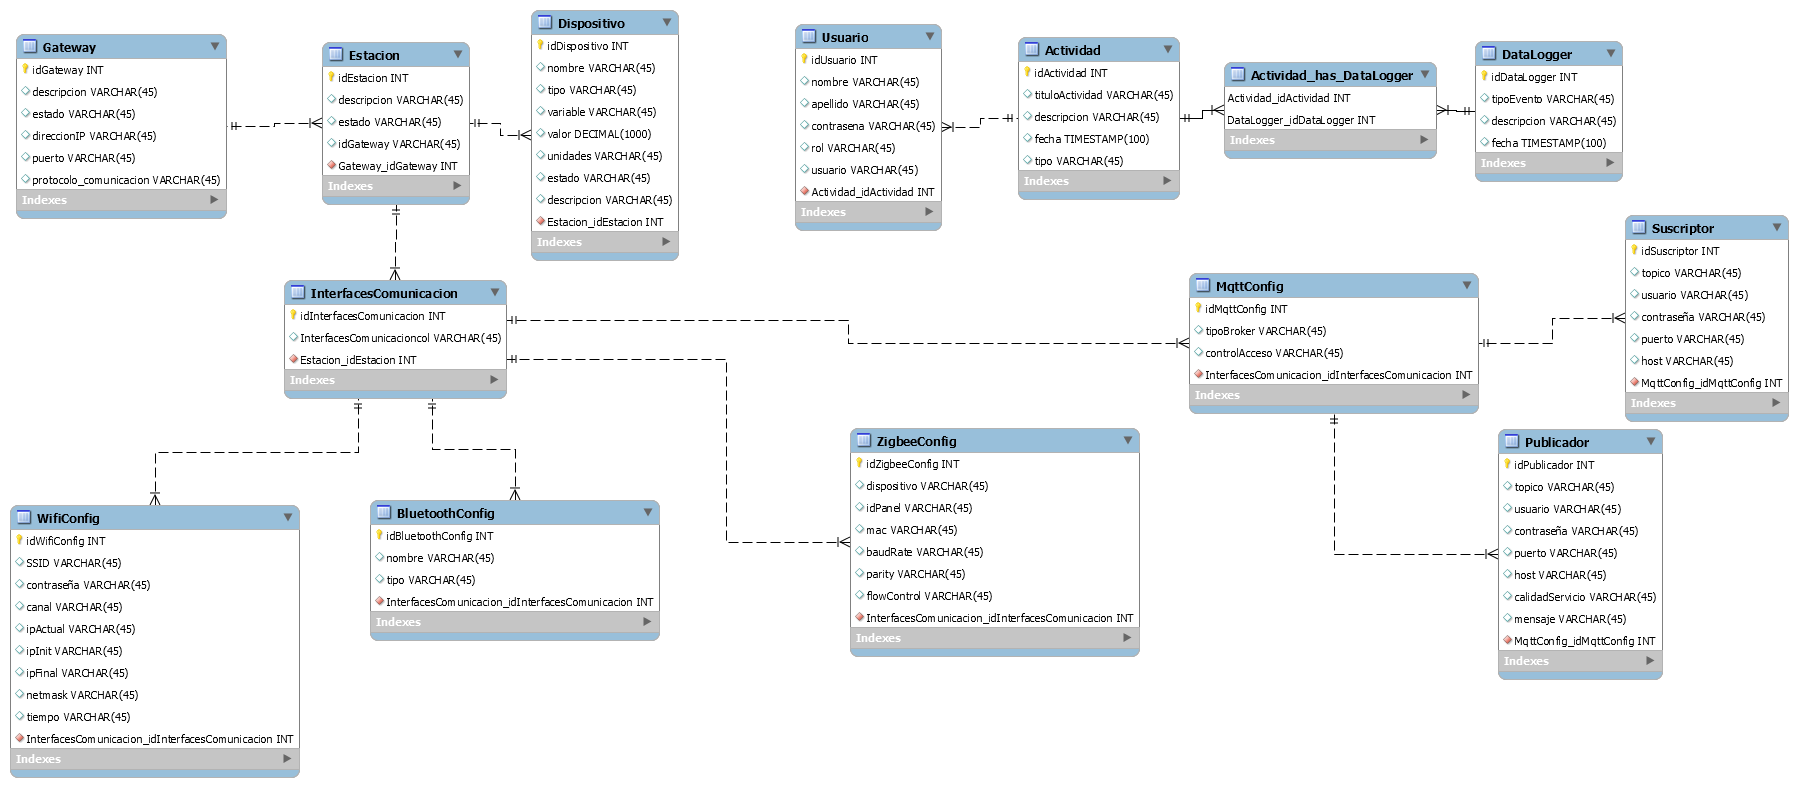 Gateway
idGateway INT
descripcion VARCHAR(45)
estado VARCHAR(45)
direccionIP VARCHAR(45)
puerto VARCHAR(45)
protocolo_comunicacion VARCHAR(45)
Indexes
Estacion
idEstacion INT
descripcion VARCHAR(45)
estado VARCHAR(45)
idGateway VARCHAR(45)
Gateway_idGateway INT
Indexes
Dispositivo
idDispositivo INT
nombre VARCHAR(45)
tipo VARCHAR(45)
variable VARCHAR(45)
valor DECIMAL(1000)
unidades VARCHAR(45)
estado VARCHAR(45)
descripcion VARCHAR(45)
Estacion_idEstacion INT
Indexes
Usuario
idUsuario INT
nombre VARCHAR(45)
apellido VARCHAR(45)
contrasena VARCHAR(45)
rol VARCHAR(45)
usuario VARCHAR(45)
Actividad_idActividad INT
Indexes
Actividad
idActividad INT
tituloActividad VARCHAR(45)
descripcion VARCHAR(45)
fecha TIMESTAMP(100)
tipo VARCHAR(45)
Indexes
Actividad_has_DataLogger
Actividad_idActividad INT
DataLogger_idDataLogger INT
Indexes
DataLogger
idDataLogger INT
tipoEvento VARCHAR(45)
descripcion VARCHAR(45)
fecha TIMESTAMP(100)
Indexes
InterfacesComunicacion
idInterfacesComunicacion INT
InterfacesComunicacioncol VARCHAR(45)
Estacion_idEstacion INT
Indexes
MqttConfig
idMqttConfig INT
tipoBroker VARCHAR(45)
controlAcceso VARCHAR(45)
InterfacesComunicacion_idInterfacesComunicacion INT
Indexes
Suscriptor
idSuscriptor INT
topico VARCHAR(45)
usuario VARCHAR(45)
contraseña VARCHAR(45)
puerto VARCHAR(45)
host VARCHAR(45)
MqttConfig_idMqttConfig INT
Indexes
WifiConfig
idWifiConfig INT
SSID VARCHAR(45)
contraseña VARCHAR(45)
canal VARCHAR(45)
ipActual VARCHAR(45)
ipInit VARCHAR(45)
ipFinal VARCHAR(45)
netmask VARCHAR(45)
tiempo VARCHAR(45)
InterfacesComunicacion_idInterfacesComunicacion INT
Indexes
BluetoothConfig
idBluetoothConfig INT
nombre VARCHAR(45)
tipo VARCHAR(45)
InterfacesComunicacion_idInterfacesComunicacion INT
Indexes
ZigbeeConfig
idZigbeeConfig INT
dispositivo VARCHAR(45)
idPanel VARCHAR(45)
mac VARCHAR(45)
baudRate VARCHAR(45)
parity VARCHAR(45)
flowControl VARCHAR(45)
InterfacesComunicacion_idInterfacesComunicacion INT
Indexes
Publicador
idPublicador INT
topico VARCHAR(45)
usuario VARCHAR(45)
contraseña VARCHAR(45)
puerto VARCHAR(45)
host VARCHAR(45)
calidadServicio VARCHAR(45)
mensaje VARCHAR(45)
MqttConfig_idMqttConfig INT
Indexes